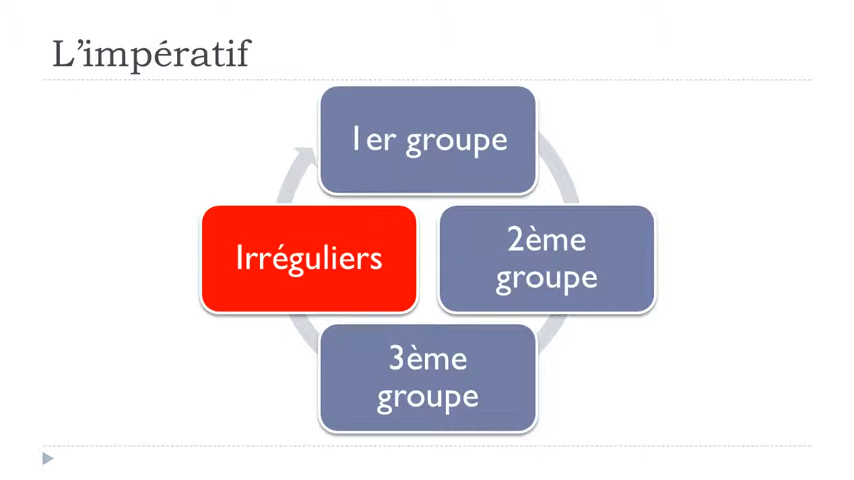 L’impératif
1er groupe
Irréguliers
2ème
groupe
3ème
groupe